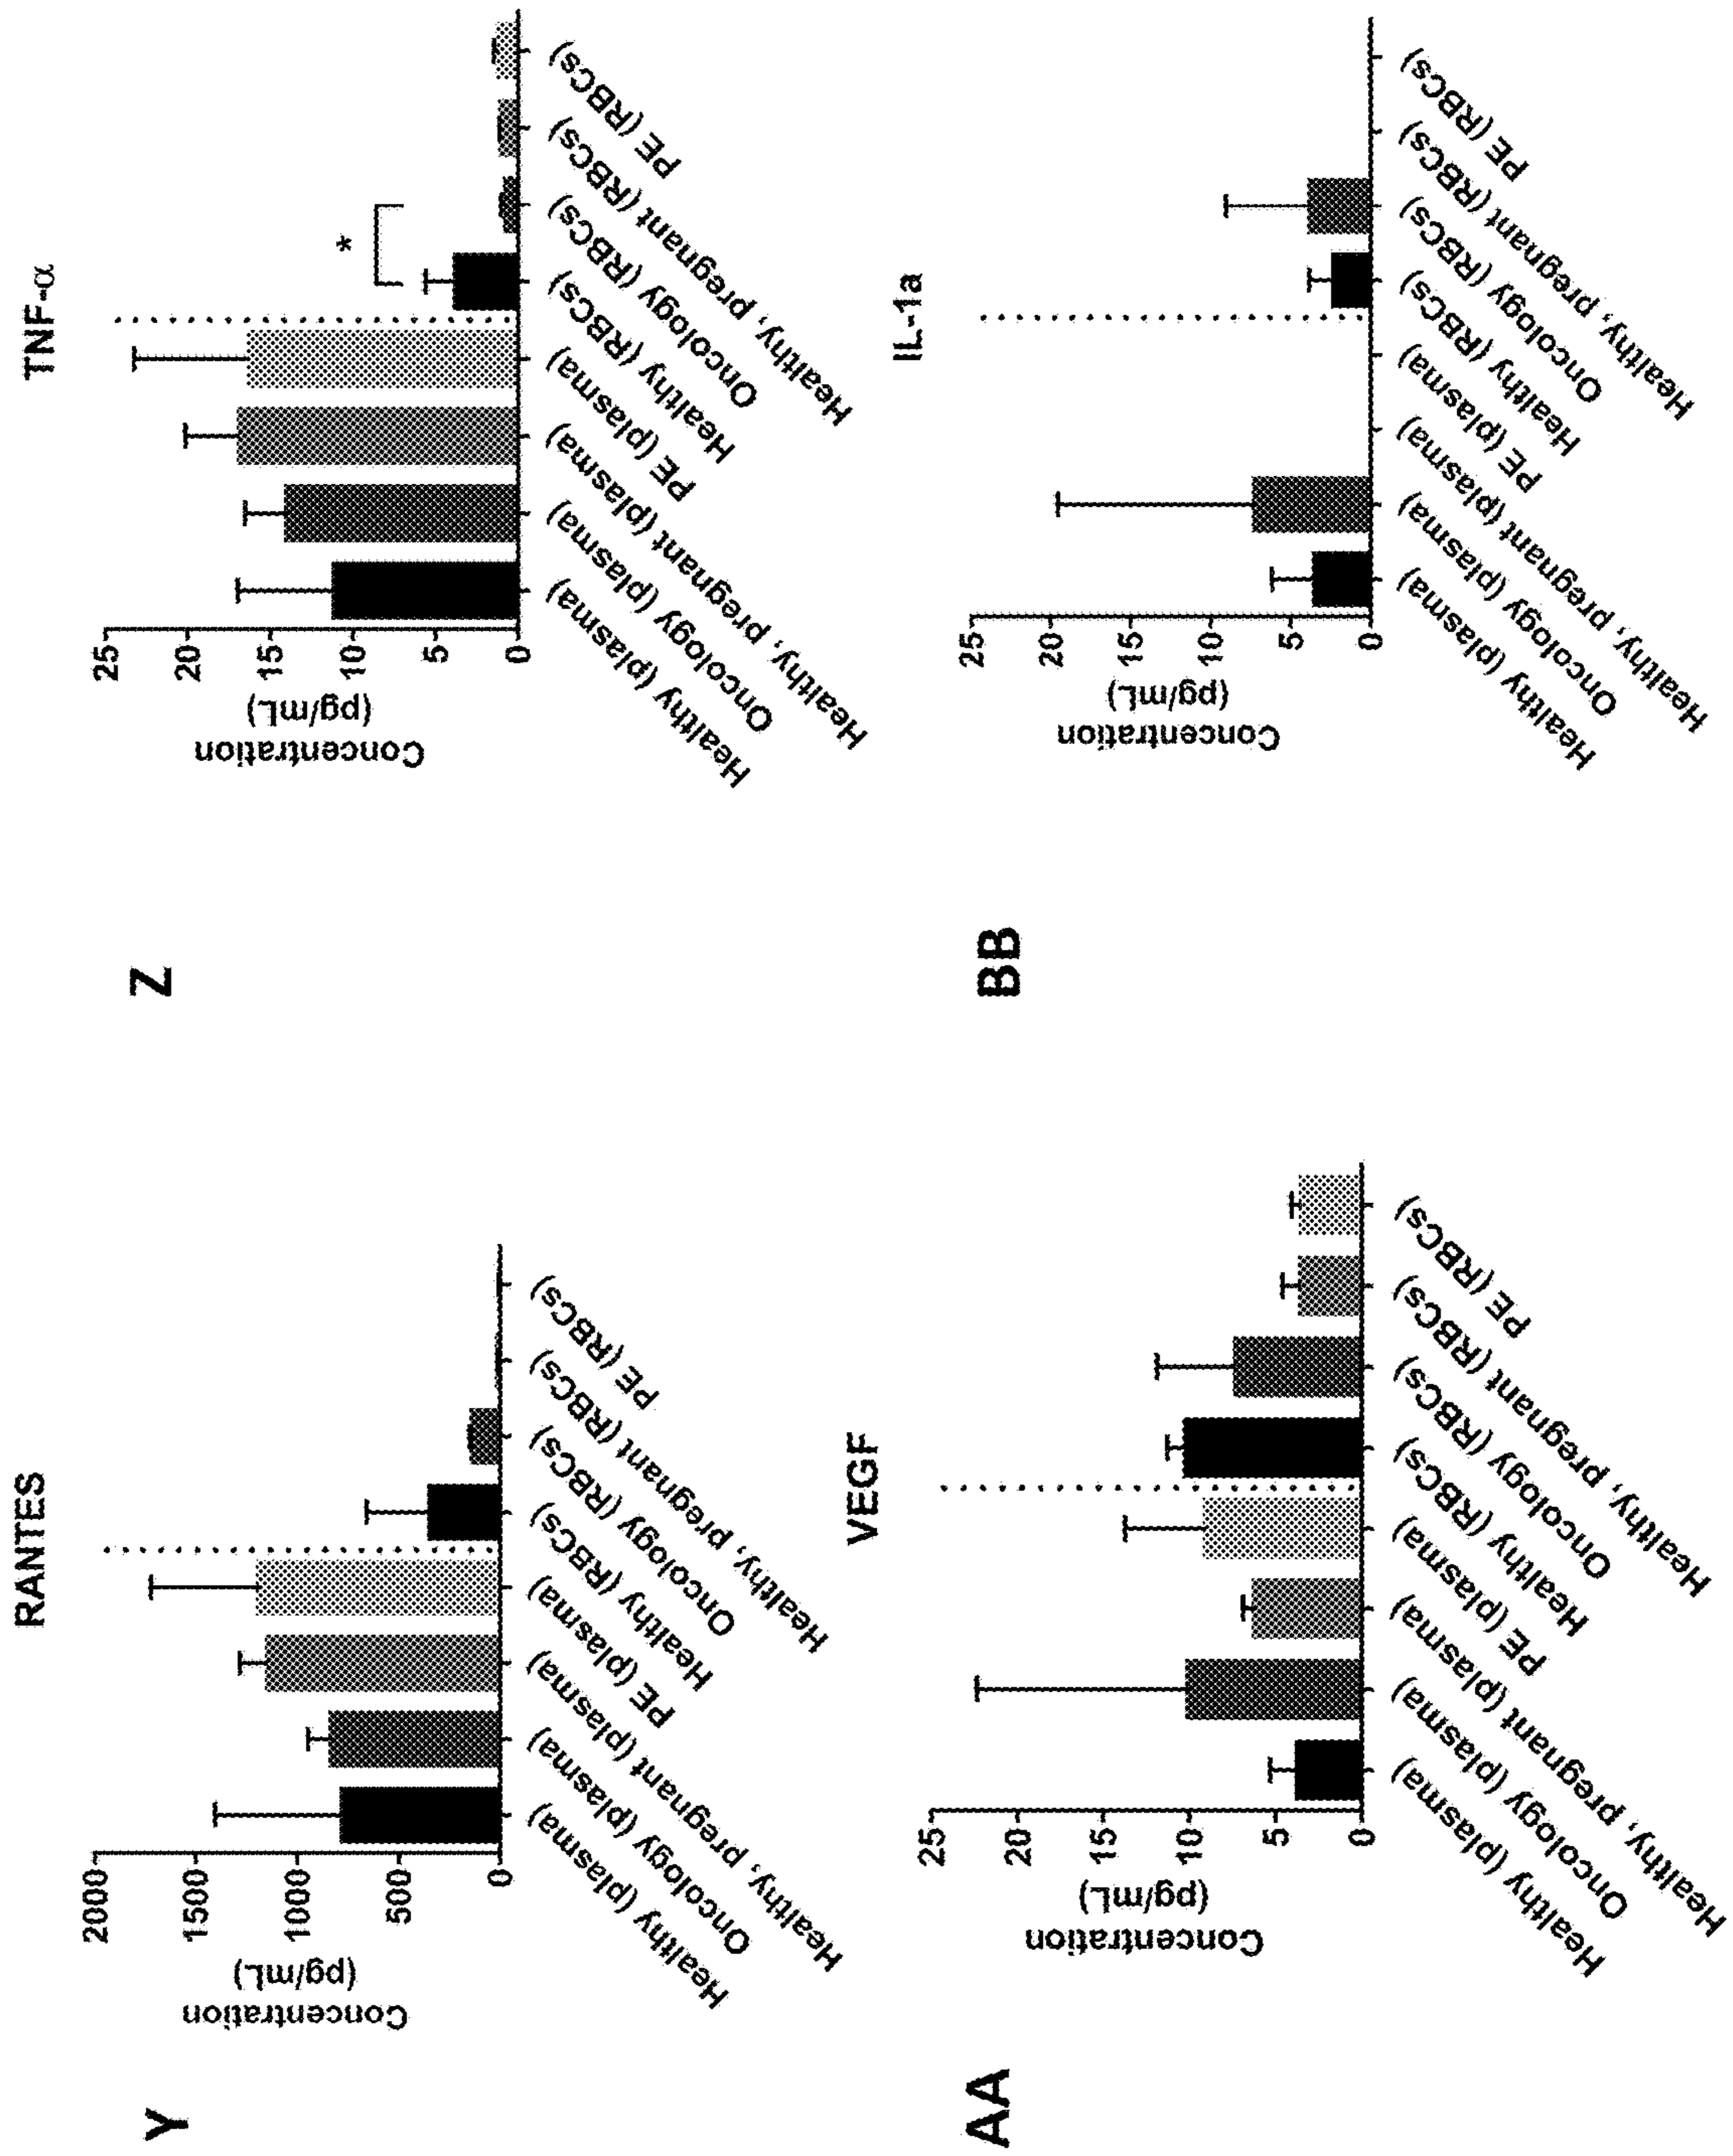 Y
RANTES
Concentration
(pg/mL)
2000
1500
1000
500
0
Healthy (plasma)
Oncology (plasma)
Healthy, pregnant (plasma)
PE (plasma)
Healthy (RBCs)
Oncology (RBCs)
Healthy, pregnant (RBCs)
PE (RBCs)
Z
TNF-α
Concentration
(pg/mL)
25
20
15
10
5
0
*
Healthy (plasma)
Oncology (plasma)
Healthy, pregnant (plasma)
PE (plasma)
Healthy (RBCs)
Oncology (RBCs)
Healthy, pregnant (RBCs)
PE (RBCs)
AA
VEGF
Concentration
(pg/mL)
25
20
15
10
5
0
Healthy (plasma)
Oncology (plasma)
Healthy, pregnant (plasma)
PE (plasma)
Healthy (RBCs)
Oncology (RBCs)
Healthy, pregnant (RBCs)
PE (RBCs)
BB
IL-1a
Concentration
(pg/mL)
25
20
15
10
5
0
Healthy (plasma)
Oncology (plasma)
Healthy, pregnant (plasma)
PE (plasma)
Healthy (RBCs)
Oncology (RBCs)
Healthy, pregnant (RBCs)
PE (RBCs)